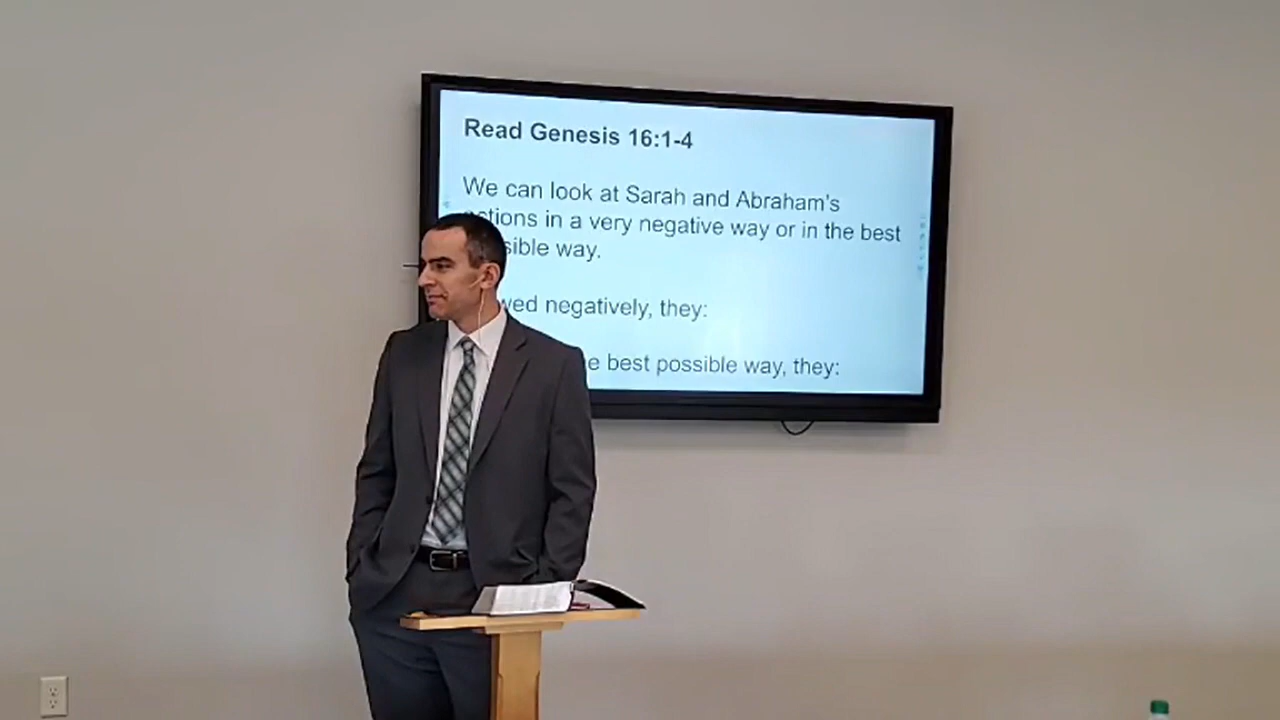 Read Genesis 16:1-4
We can look at Sarah and Abraham's
actions in a very negative way or in the best
sible way.
wed negatively, they:
e best possible way, they: